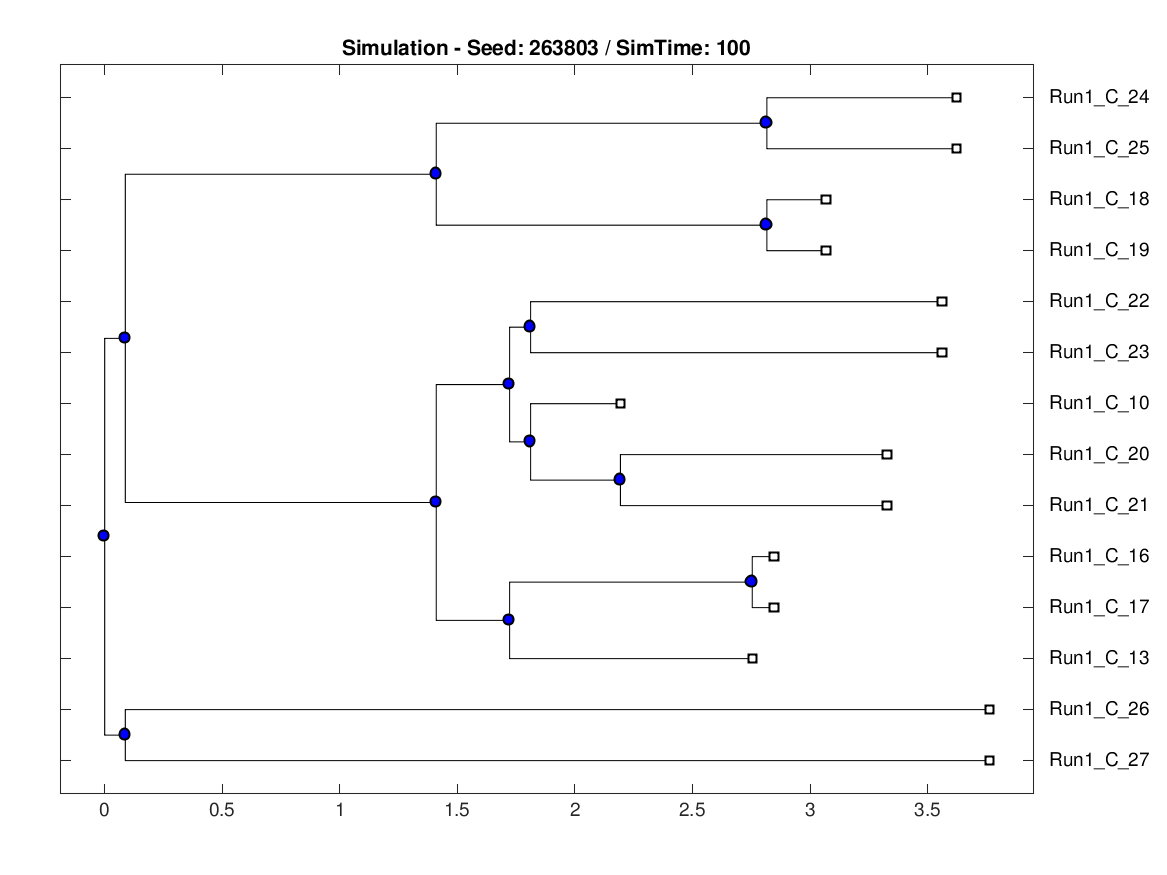 Simulation - Seed: 263803 / SimTime: 100
Run1_C_24
Run1_C_25
Run1_C_18
Run1_C_19
Run1_C_22
Run1_C_23
Run1_C_10
Run1_C_20
Run1_C_21
Run1_C_16
Run1_C_17
Run1_C_13
Run1_C_26
Run1_C_27
0 0.5 1 1.5 2 2.5 3 3.5